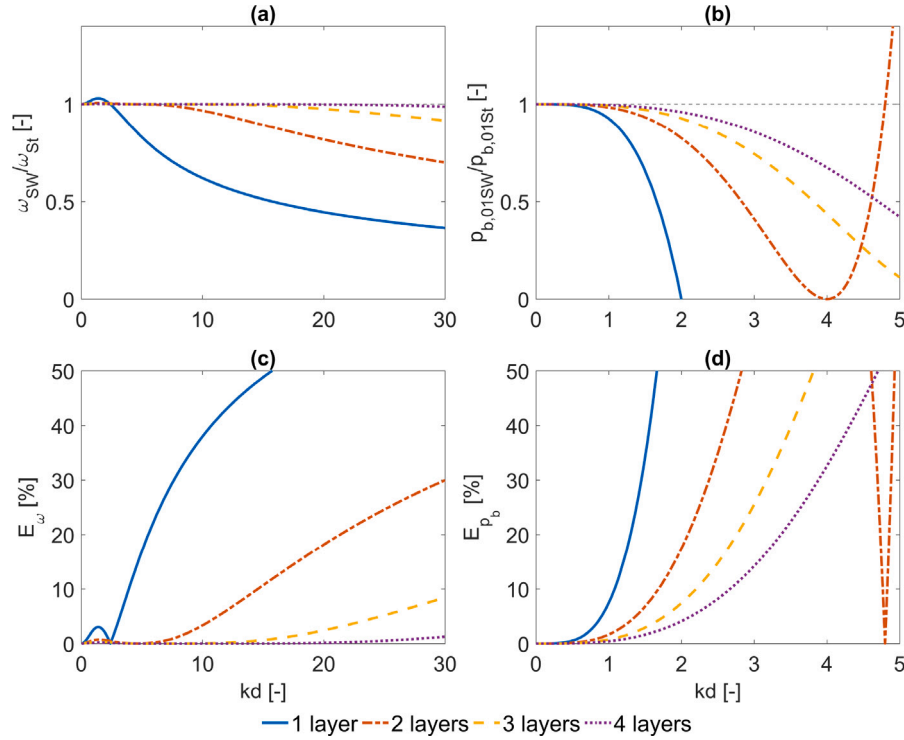 (a)
ω_SW/ω_St [-]
1
0.5
0
0 10 20 30
(b)
p_b,01SW/p_b,01St [-]
1
0.5
0
0 1 2 3 4 5
(c)
E_ω [%]
50
40
30
20
10
0
0 10 20 30
kd [-]
(d)
E_p_b [%]
50
40
30
20
10
0
0 1 2 3 4 5
kd [-]
1 layer 2 layers 3 layers 4 layers